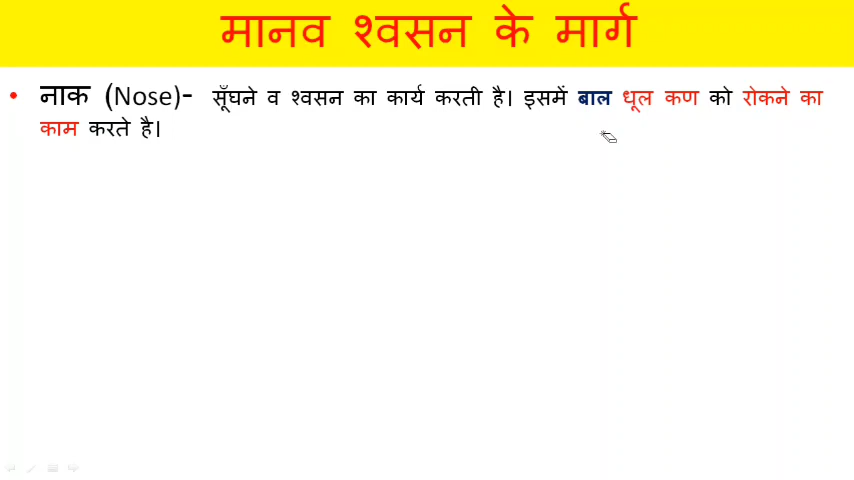 मानव श्वसन के मार्ग
• नाक (Nose)- सूँघने व श्वसन का कार्य करती है। इसमें बाल धूल कण को रोकने का
काम करते है।